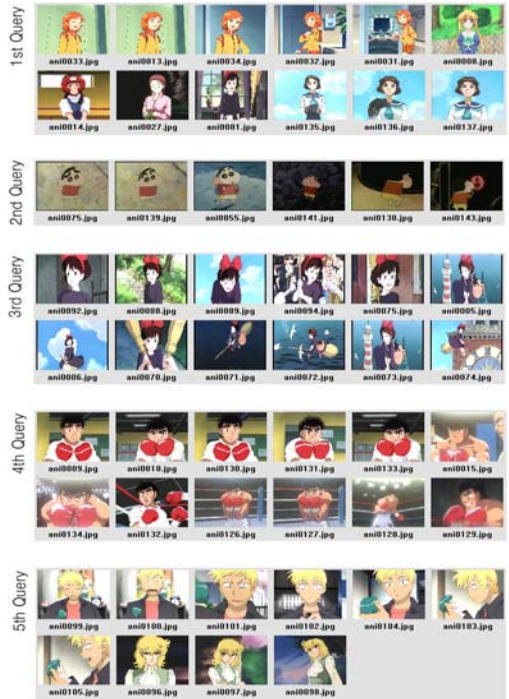 1st Query
ani0033.jpg ani0013.jpg ani0034.jpg ani0032.jpg ani0031.jpg ani0008.jpg
ani0014.jpg ani0027.jpg ani0081.jpg ani0135.jpg ani0136.jpg ani0137.jpg
2nd Query
ani0075.jpg ani0139.jpg ani0055.jpg ani0141.jpg ani0138.jpg ani0143.jpg
3rd Query
ani0092.jpg ani0088.jpg ani0089.jpg ani0094.jpg ani0075.jpg ani0005.jpg
ani0006.jpg ani0070.jpg ani0071.jpg ani0072.jpg ani0073.jpg ani0074.jpg
4th Query
ani0009.jpg ani0010.jpg ani0130.jpg ani0131.jpg ani0133.jpg ani0015.jpg
ani0134.jpg ani0132.jpg ani0126.jpg ani0127.jpg ani0128.jpg ani0129.jpg
5th Query
ani0099.jpg ani0100.jpg ani0101.jpg ani0102.jpg ani0104.jpg ani0103.jpg
ani0105.jpg ani0096.jpg ani0097.jpg ani0098.jpg